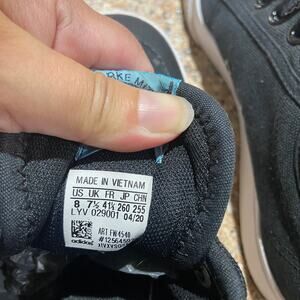 MADE IN VIETNAM
US UK FR JP CHN
8 7½ 41⅓ 260 255
LYV 029001 04/20
ART FW4540
adidas